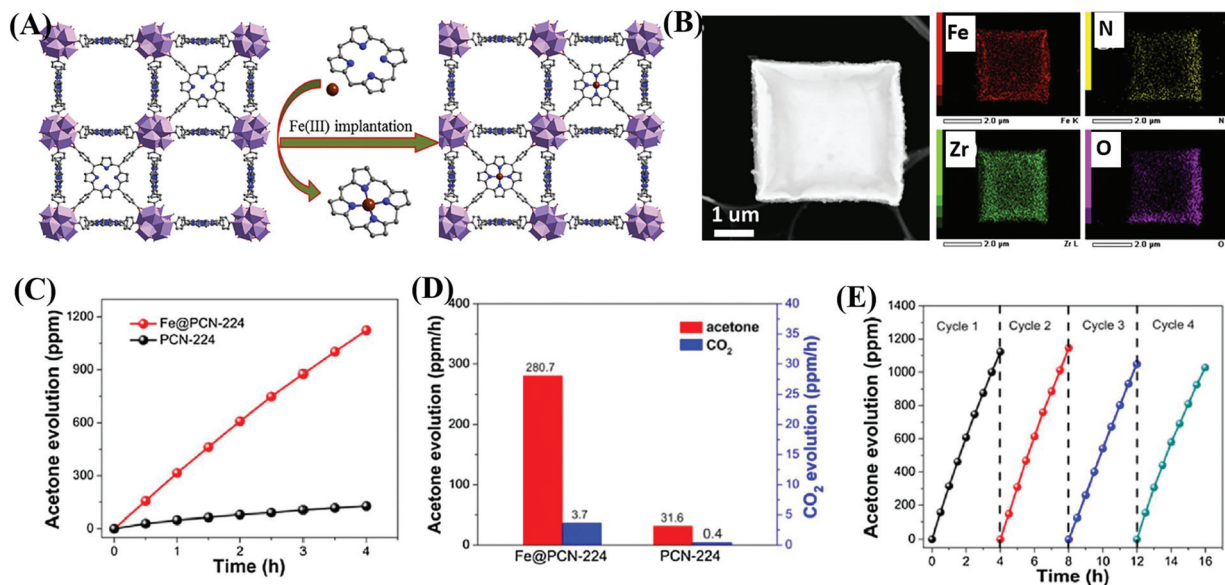 (A)
Fe(III) implantation
(B)
1 um
Fe
2.0 μm
Fe K
N
2.0 μm
N
Zr
2.0 μm
Zr L
O
2.0 μm
O
(C)
Acetone evolution (ppm)
1200
900
600
300
0
Fe@PCN-224
PCN-224
0 1 2 3 4
Time (h)
(D)
Acetone evolution (ppm/h)
400
300
200
100
0
acetone
CO2
280.7
3.7
31.6
0.4
Fe@PCN-224 PCN-224
40
35
30
25
20
15
10
5
0
CO2 evolution (ppm/h)
(E)
Acetone evolution (ppm)
1400
1200
1000
800
600
400
200
0
Cycle 1 Cycle 2 Cycle 3 Cycle 4
0 2 4 6 8 10 12 14 16
Time (h)